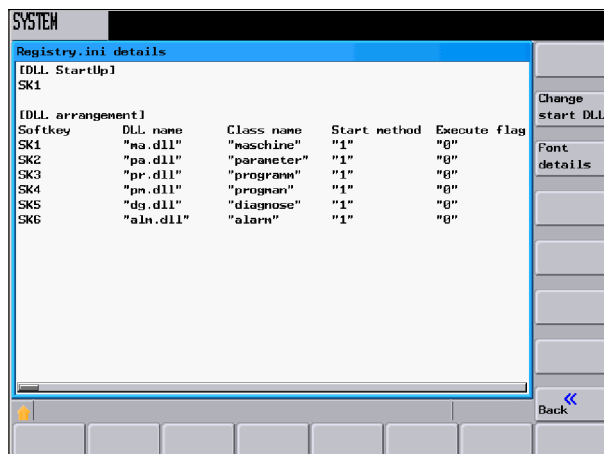 SYSTEM
Registry.ini details
[DLL StartUp]
SK1
[DLL arrangement]
Softkey DLL name Class name Start method Execute flag
SK1 "ma.dll" "maschine" "1" "0"
SK2 "pa.dll" "parameter" "1" "0"
SK3 "pr.dll" "programm" "1" "0"
SK4 "pm.dll" "progman" "1" "0"
SK5 "dg.dll" "diagnose" "1" "0"
SK6 "alm.dll" "alarm" "1" "0"
Change
start DLL
Font
details
Back